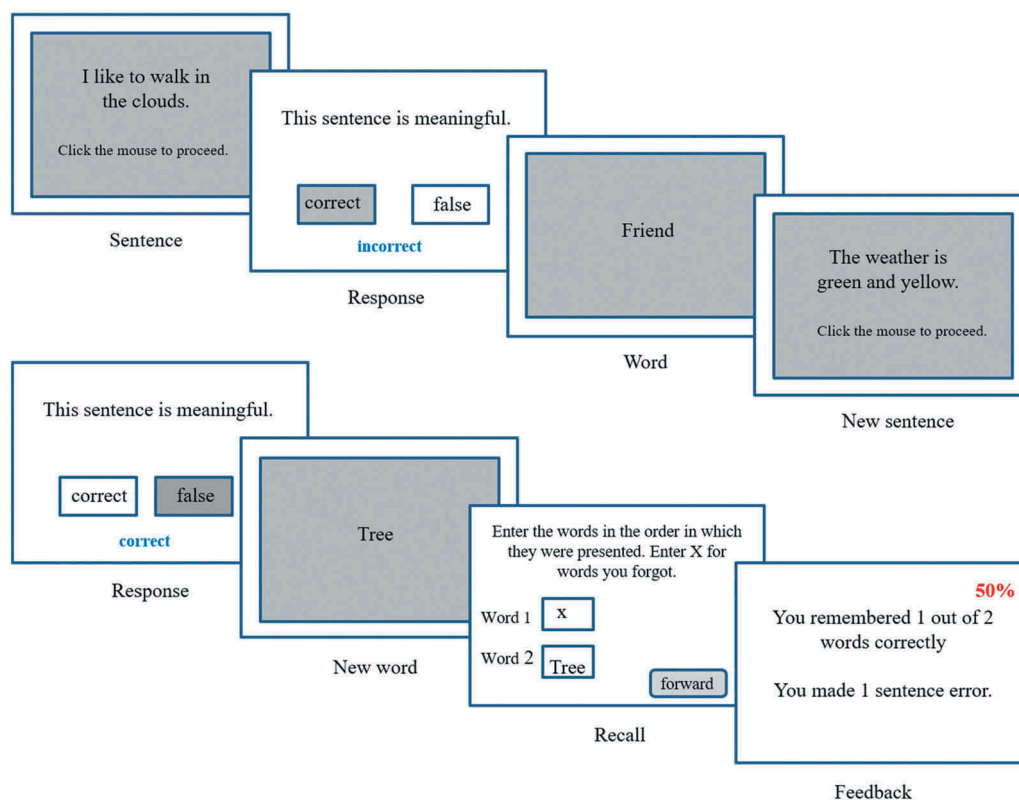 I like to walk in
the clouds.
Click the mouse to proceed.
Sentence
This sentence is meaningful.
correct
false
incorrect
Response
Friend
Word
The weather is
green and yellow.
Click the mouse to proceed.
New sentence
This sentence is meaningful.
correct
false
correct
Response
Tree
New word
Enter the words in the order in which
they were presented. Enter X for
words you forgot.
Word 1
x
Word 2
Tree
forward
Recall
50%
You remembered 1 out of 2
words correctly
You made 1 sentence error.
Feedback